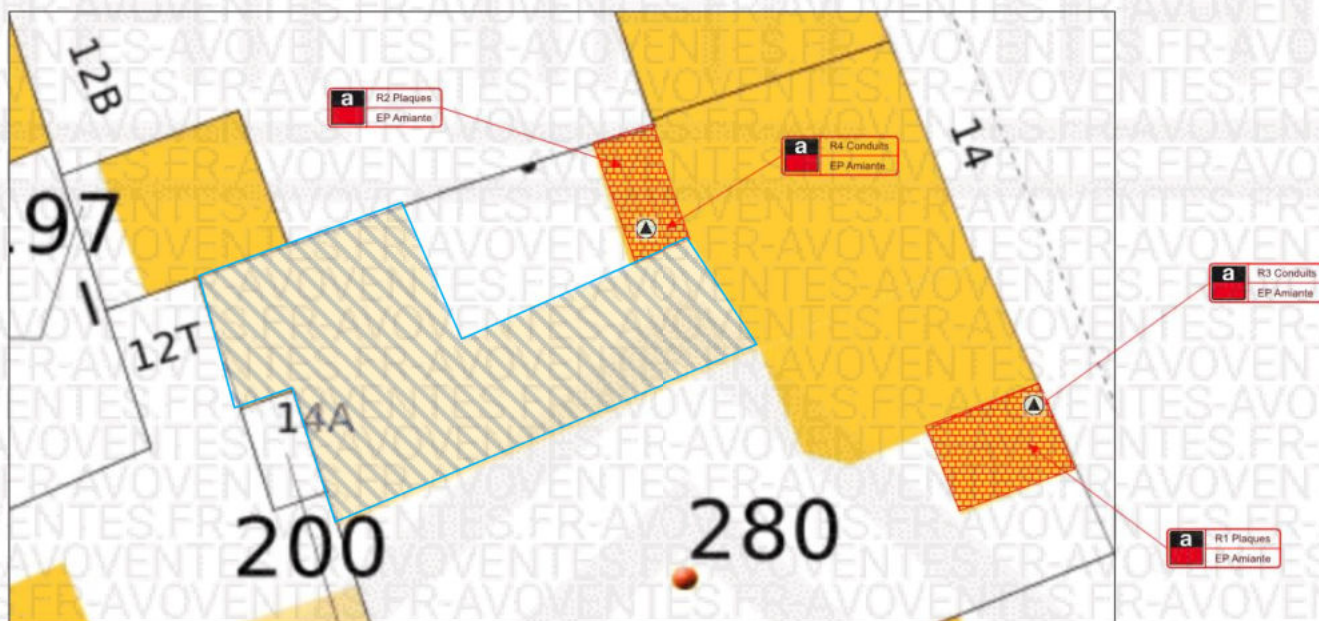 12B
a
R2 Plaques
EP Amiante
a
R4 Conduits
EP Amiante
14
197
a
R3 Conduits
EP Amiante
12T
14A
200
280
a
R1 Plaques
EP Amiante
AVOVENTES.FR-AVOVENTES.FR-AVOVENTES.FR